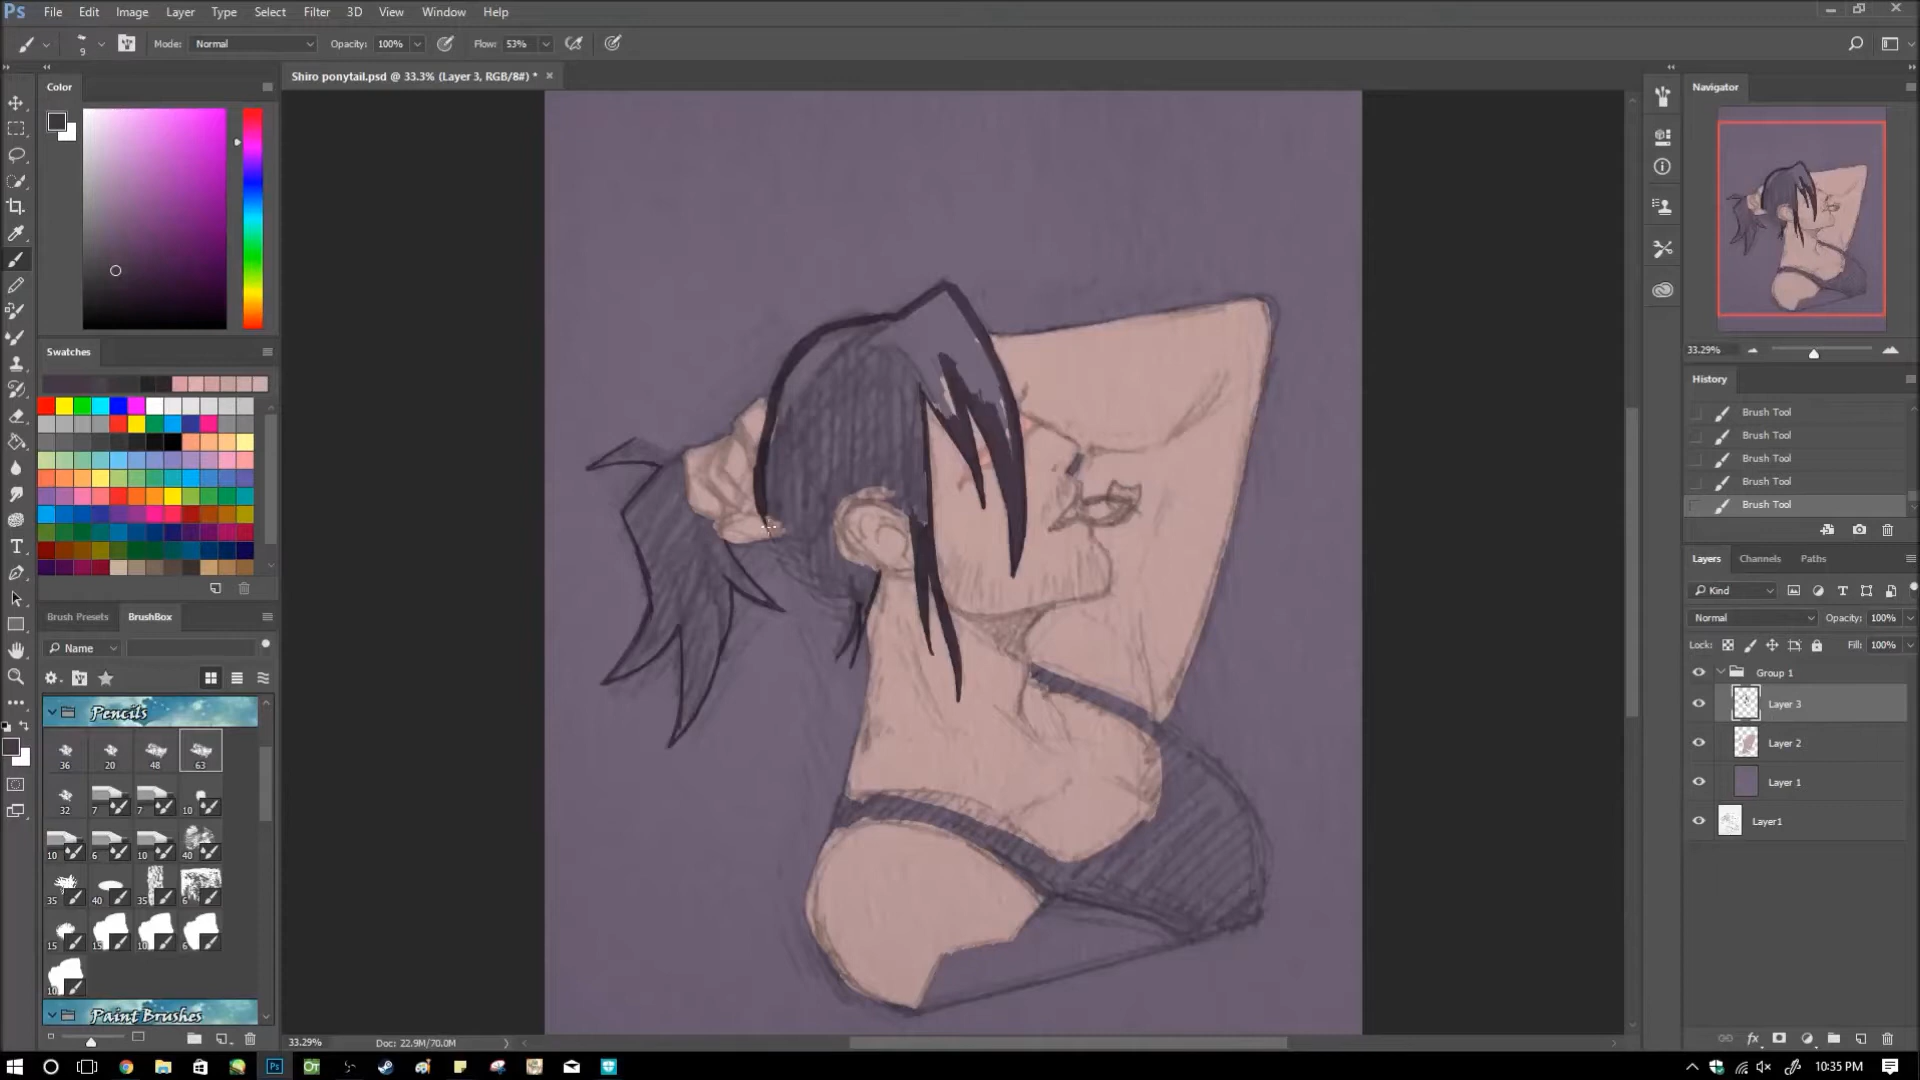 Ps File Edit Image Layer Type Select Filter 3D View Window Help
9 Mode: Normal Opacity: 100% Flow: 53%
Shiro ponytail.psd @ 33.3% (Layer 3, RGB/8#) * ×
Color
Navigator
33.29%
Swatches
History
Brush Tool
Brush Tool
Brush Tool
Brush Tool
Brush Tool
Layers Channels Paths
Kind
Normal Opacity: 100%
Lock: Fill: 100%
Group 1
Layer 3
Layer 2
Layer 1
Layer1
Brush Presets BrushBox
Name
Pencils
36 20 48 63
32 7 7 10
10 6 10 40
35 40 35 6
15 15 10 6
10
Paint Brushes
33.29% Doc: 22.9M/70.0M
Ps OT 10:35 PM